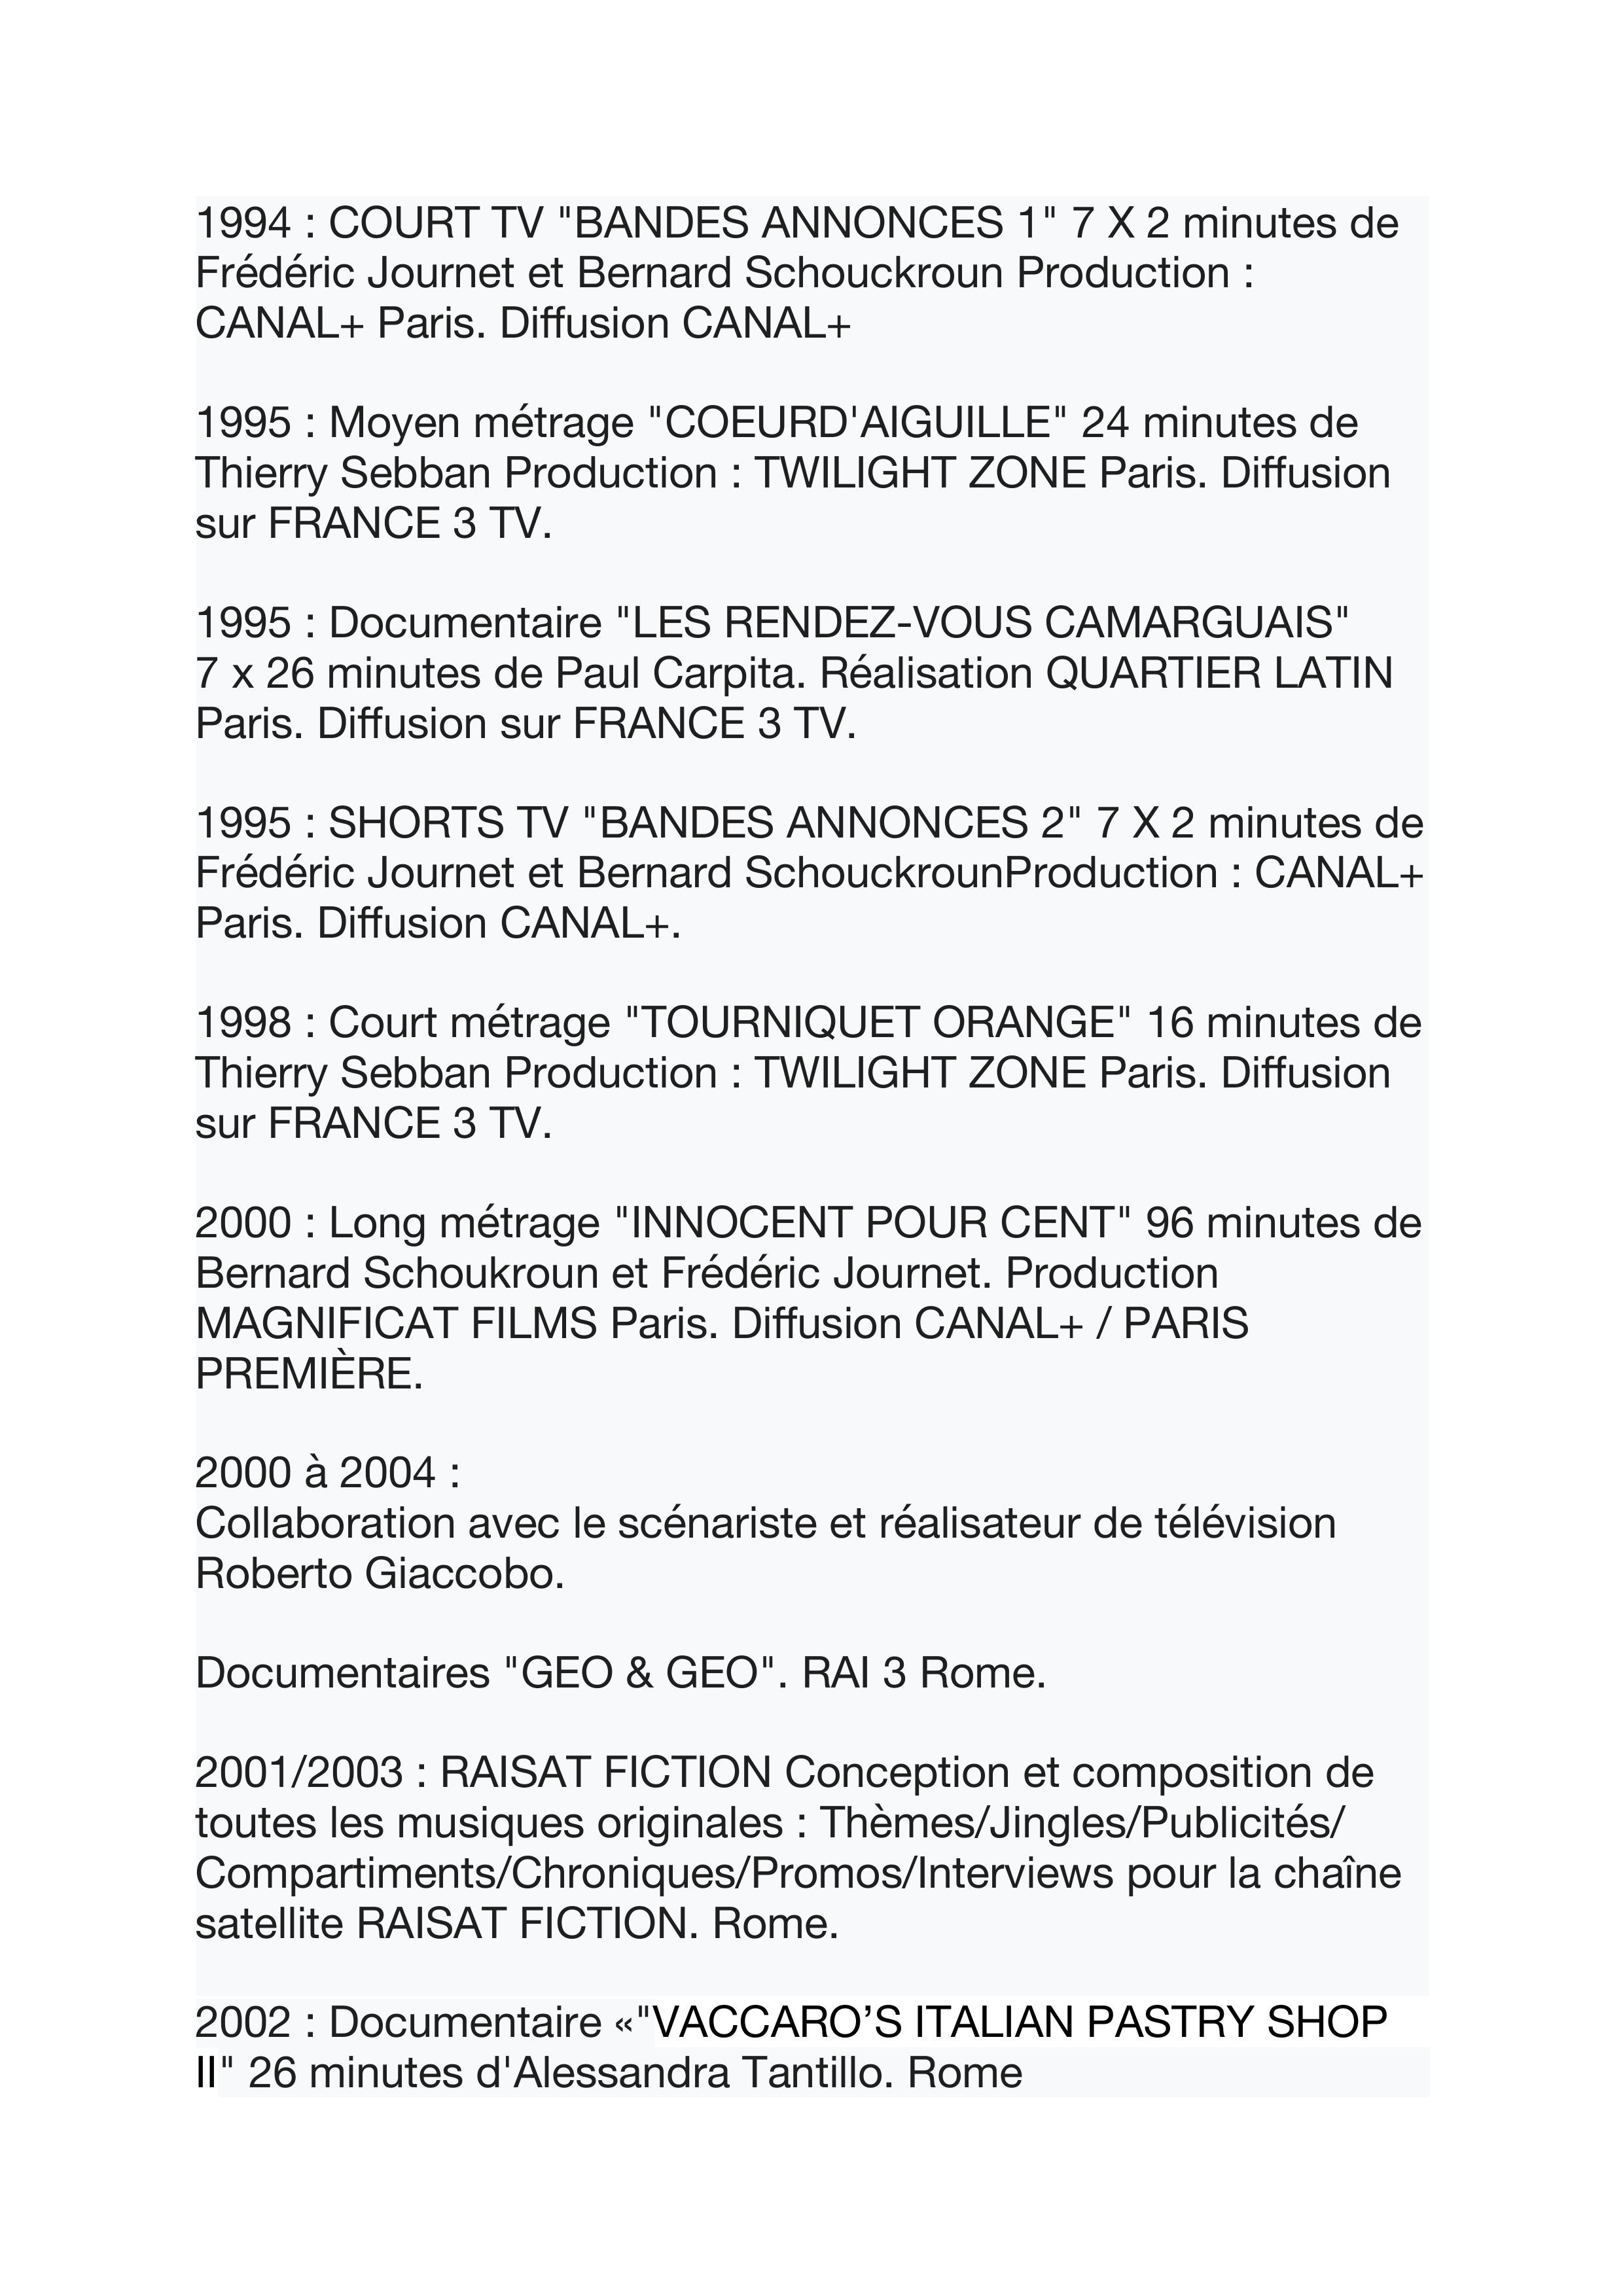 1994 : COURT TV "BANDES ANNONCES 1" 7 X 2 minutes de
Frédéric Journet et Bernard Schouckroun Production :
CANAL+ Paris. Diffusion CANAL+
1995 : Moyen métrage "COEURD'AIGUILLE" 24 minutes de
Thierry Sebban Production : TWILIGHT ZONE Paris. Diffusion
sur FRANCE 3 TV.
1995 : Documentaire "LES RENDEZ-VOUS CAMARGUAIS"
7 x 26 minutes de Paul Carpita. Réalisation QUARTIER LATIN
Paris. Diffusion sur FRANCE 3 TV.
1995 : SHORTS TV "BANDES ANNONCES 2" 7 X 2 minutes de
Frédéric Journet et Bernard SchouckrounProduction : CANAL+
Paris. Diffusion CANAL+.
1998 : Court métrage "TOURNIQUET ORANGE" 16 minutes de
Thierry Sebban Production : TWILIGHT ZONE Paris. Diffusion
sur FRANCE 3 TV.
2000 : Long métrage "INNOCENT POUR CENT" 96 minutes de
Bernard Schoukroun et Frédéric Journet. Production
MAGNIFICAT FILMS Paris. Diffusion CANAL+ / PARIS
PREMIÈRE.
2000 à 2004 :
Collaboration avec le scénariste et réalisateur de télévision
Roberto Giaccobo.
Documentaires "GEO & GEO". RAI 3 Rome.
2001/2003 : RAISAT FICTION Conception et composition de
toutes les musiques originales : Thèmes/Jingles/Publicités/
Compartiments/Chroniques/Promos/Interviews pour la chaîne
satellite RAISAT FICTION. Rome.
2002 : Documentaire «"VACCARO’S ITALIAN PASTRY SHOP
II" 26 minutes d'Alessandra Tantillo. Rome